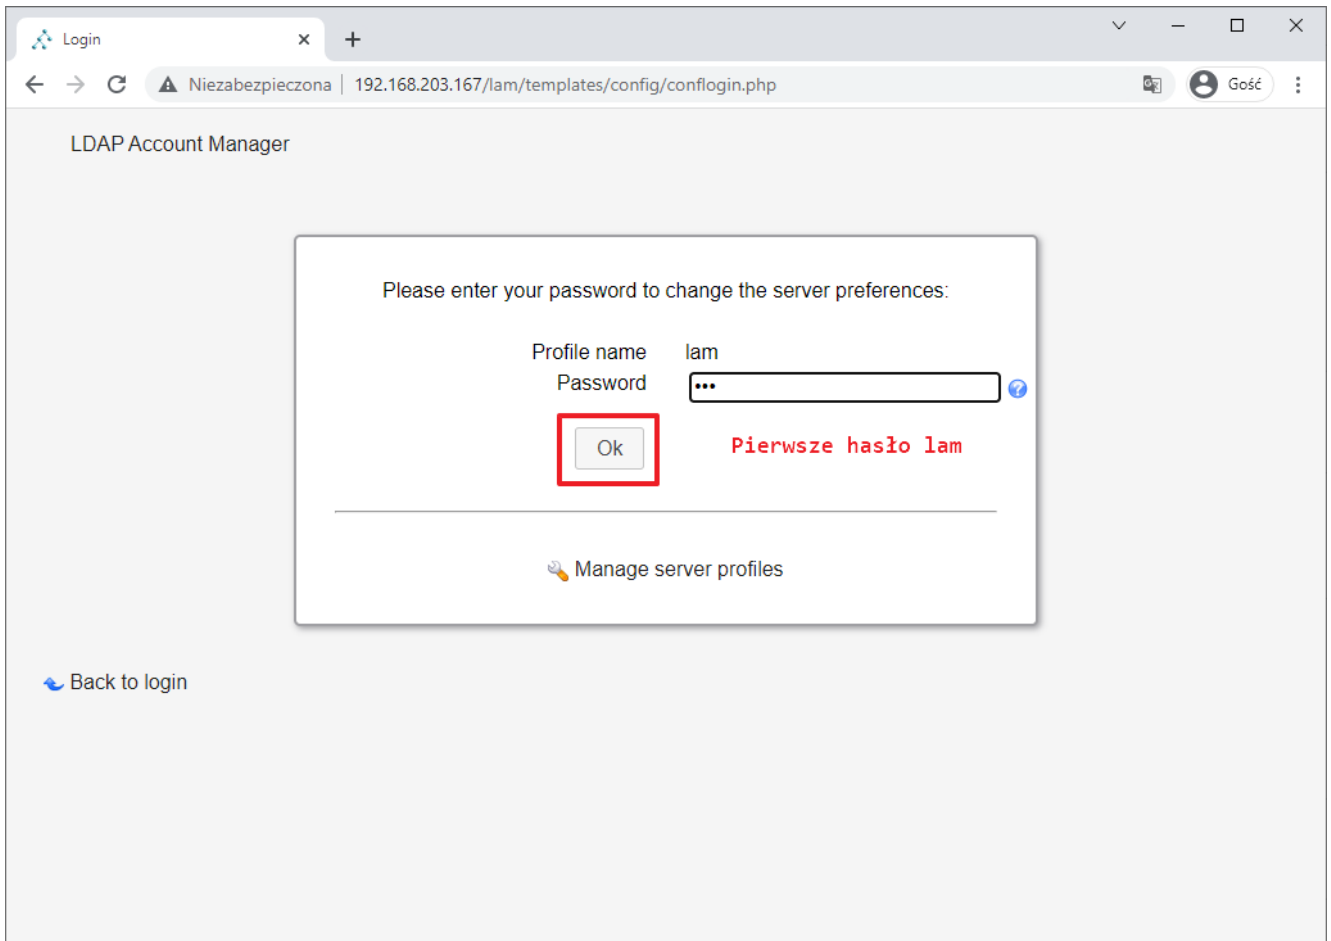 Login
Niezabezpieczona | 192.168.203.167/lam/templates/config/conflogin.php
Gość
LDAP Account Manager
Please enter your password to change the server preferences:
Profile name lam
Password •••
Ok
Pierwsze hasło lam
Manage server profiles
Back to login